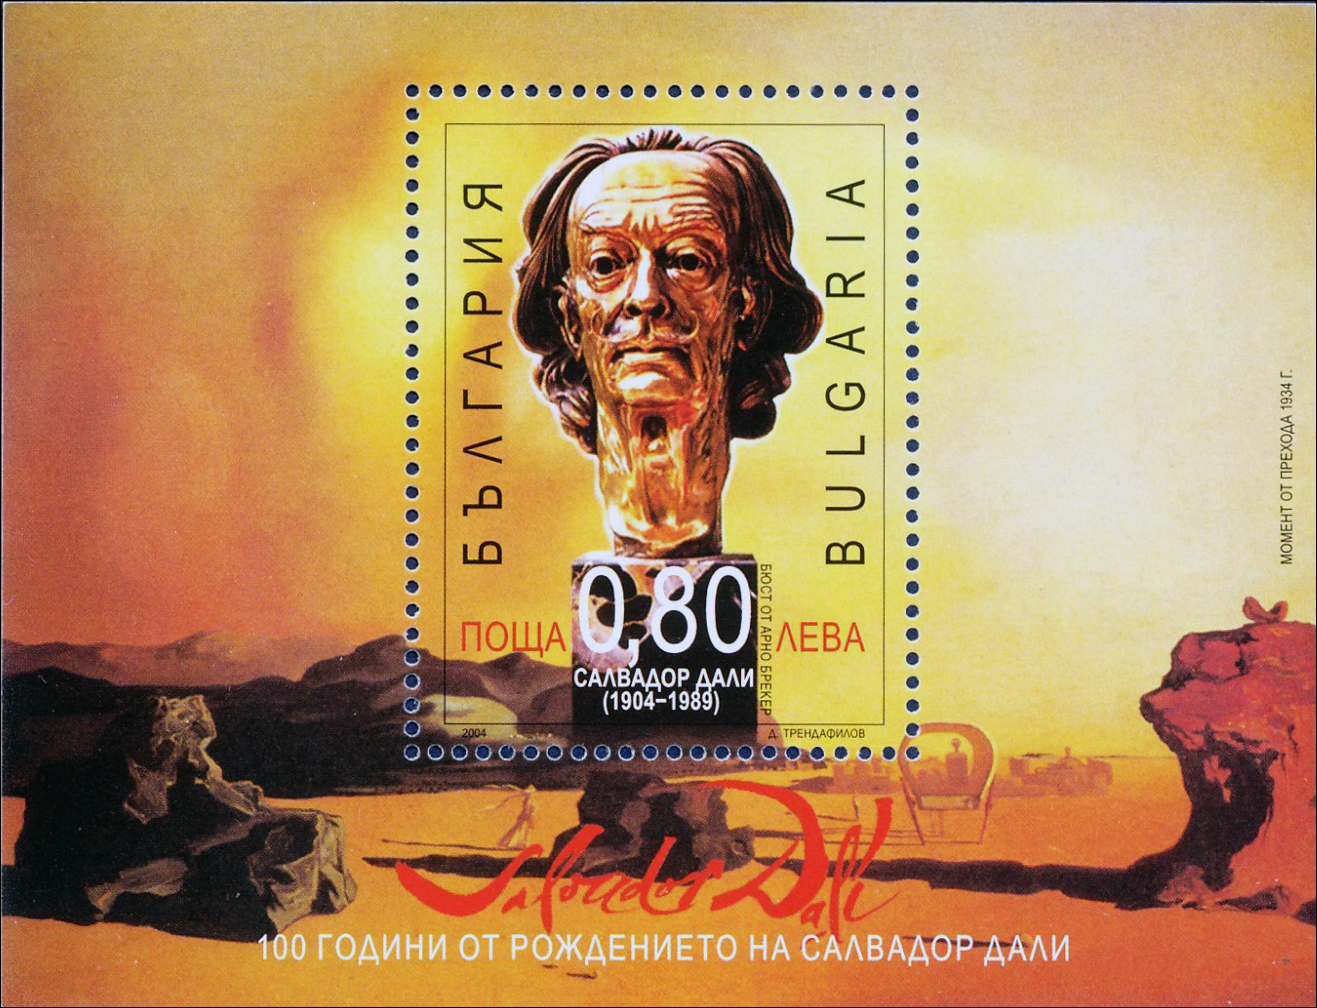 БЪЛГАРИЯ
BULGARIA
ПОЩА 0,80 ЛЕВА
САЛВАДОР ДАЛИ
(1904–1989)
БЮСТ ОТ АРНО БРЕКЕР
2004
Д. ТРЕНДАФИЛОВ
МОМЕНТ ОТ ПРЕХОДА 1934 Г.
Salvador Dalí
100 ГОДИНИ ОТ РОЖДЕНИЕТО НА САЛВАДОР ДАЛИ